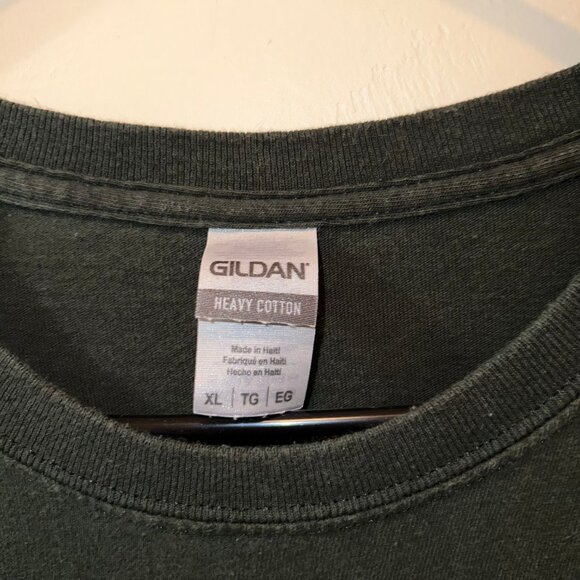 GILDAN®
HEAVY COTTON
Made in Haiti
Fabriqué en Haïti
Hecho en Haití
XL | TG | EG